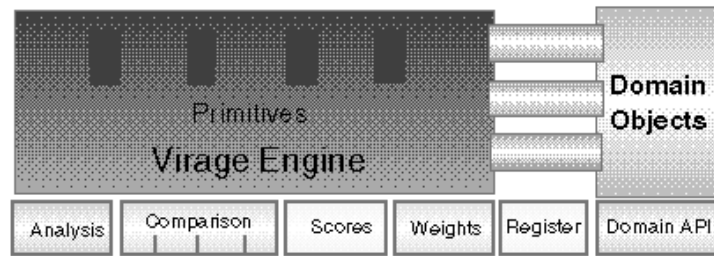 Primitives
Virage Engine
Domain
Objects
Analysis
Comparison
Scores
Weights
Register
Domain API